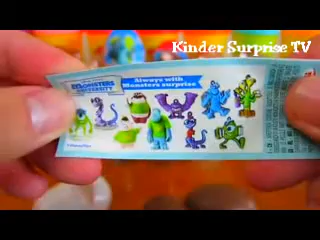 Kinder Surprise TV
MONSTERS
UNIVERSITY
Always with
Monsters surprise